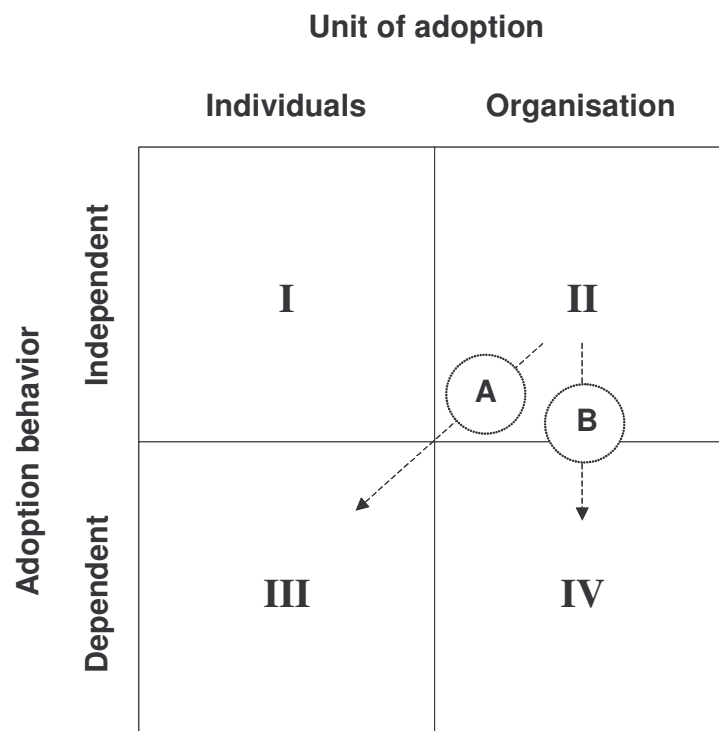 Unit of adoption
Individuals Organisation
Adoption behavior
Independent
I II
A
B
Dependent
III IV